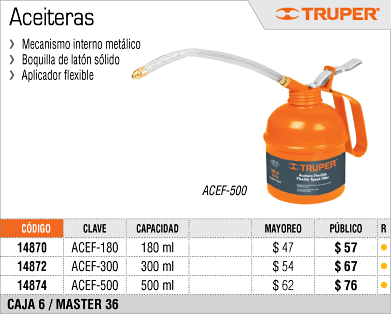 Aceiteras
TRUPER®
Mecanismo interno metálico
Boquilla de latón sólido
Aplicador flexible
TRUPER
Aceitera Flexible
Flexible Spout Oiler
ACEF-500
CÓDIGO CLAVE CAPACIDAD MAYOREO PÚBLICO R
14870 ACEF-180 180 ml $ 47 $ 57
14872 ACEF-300 300 ml $ 54 $ 67
14874 ACEF-500 500 ml $ 62 $ 76
CAJA 6 / MASTER 36